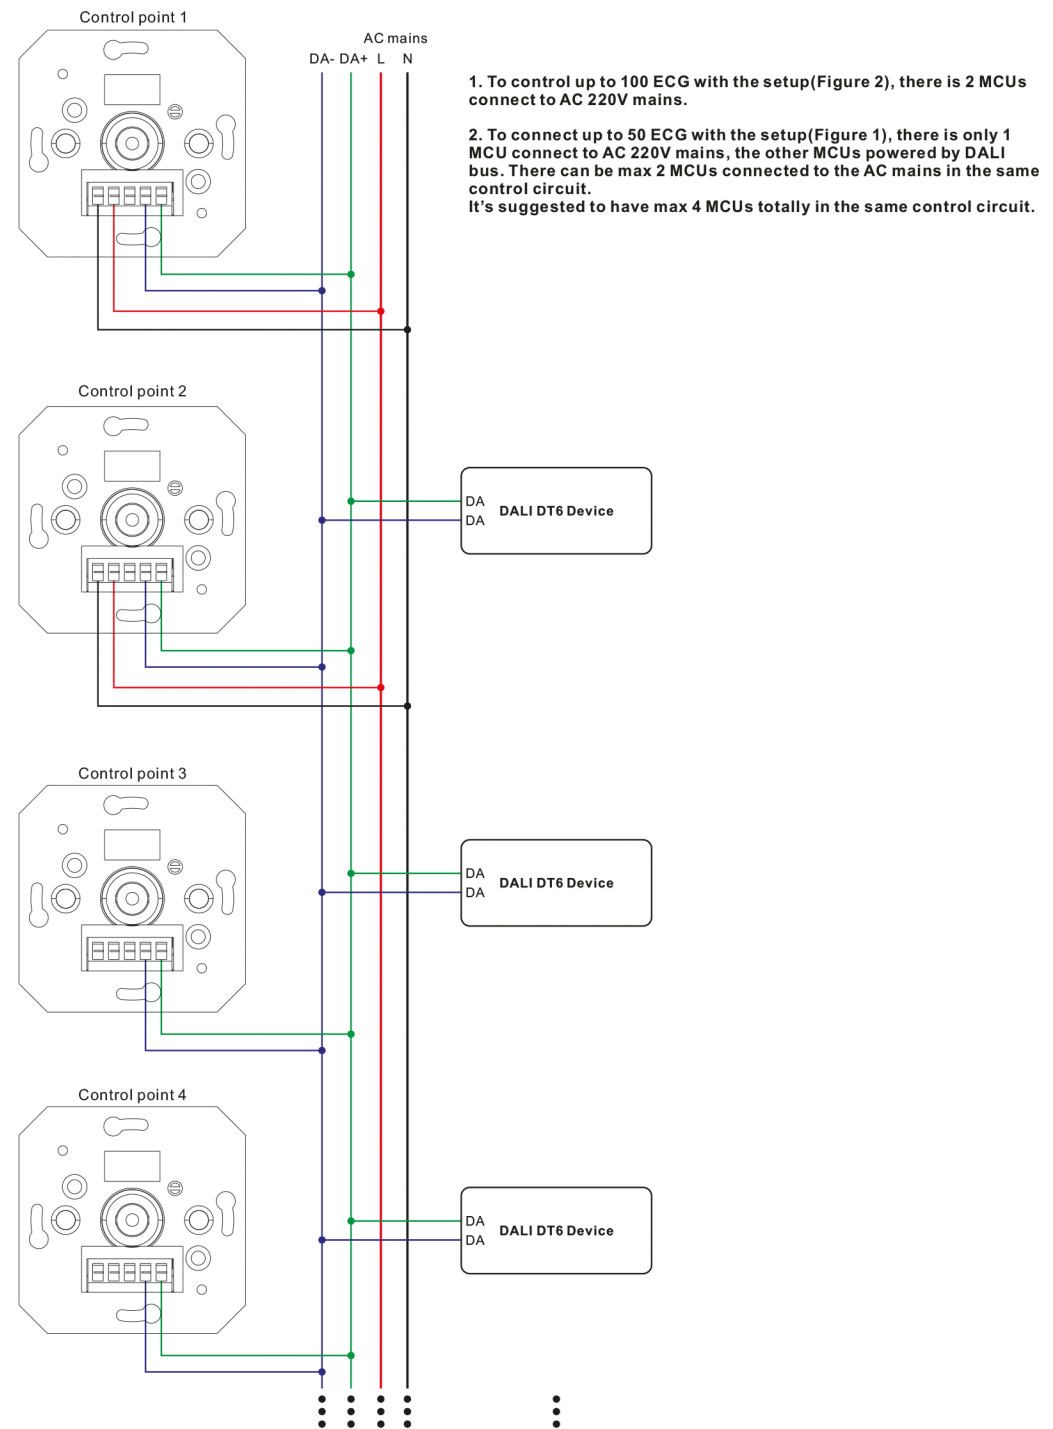 Control point 1
AC mains
DA- DA+ L N
1. To control up to 100 ECG with the setup(Figure 2), there is 2 MCUs
connect to AC 220V mains.
2. To connect up to 50 ECG with the setup(Figure 1), there is only 1
MCU connect to AC 220V mains, the other MCUs powered by DALI
bus. There can be max 2 MCUs connected to the AC mains in the same
control circuit.
It's suggested to have max 4 MCUs totally in the same control circuit.
Control point 2
DA
DALI DT6 Device
DA
Control point 3
DA
DALI DT6 Device
DA
Control point 4
DA
DALI DT6 Device
DA